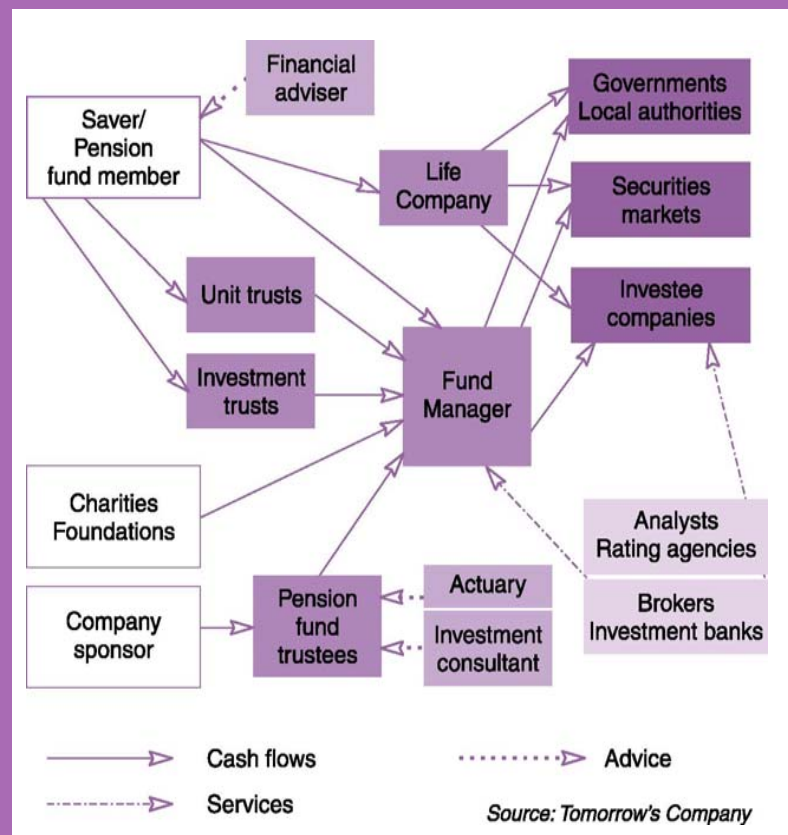 Financial
adviser
Governments
Local authorities
Saver/
Pension
fund member
Life
Company
Securities
markets
Unit trusts
Investee
companies
Investment
trusts
Fund
Manager
Charities
Foundations
Analysts
Rating agencies
Company
sponsor
Pension
fund
trustees
Actuary
Investment
consultant
Brokers
Investment banks
Cash flows
Advice
Services
Source: Tomorrow's Company